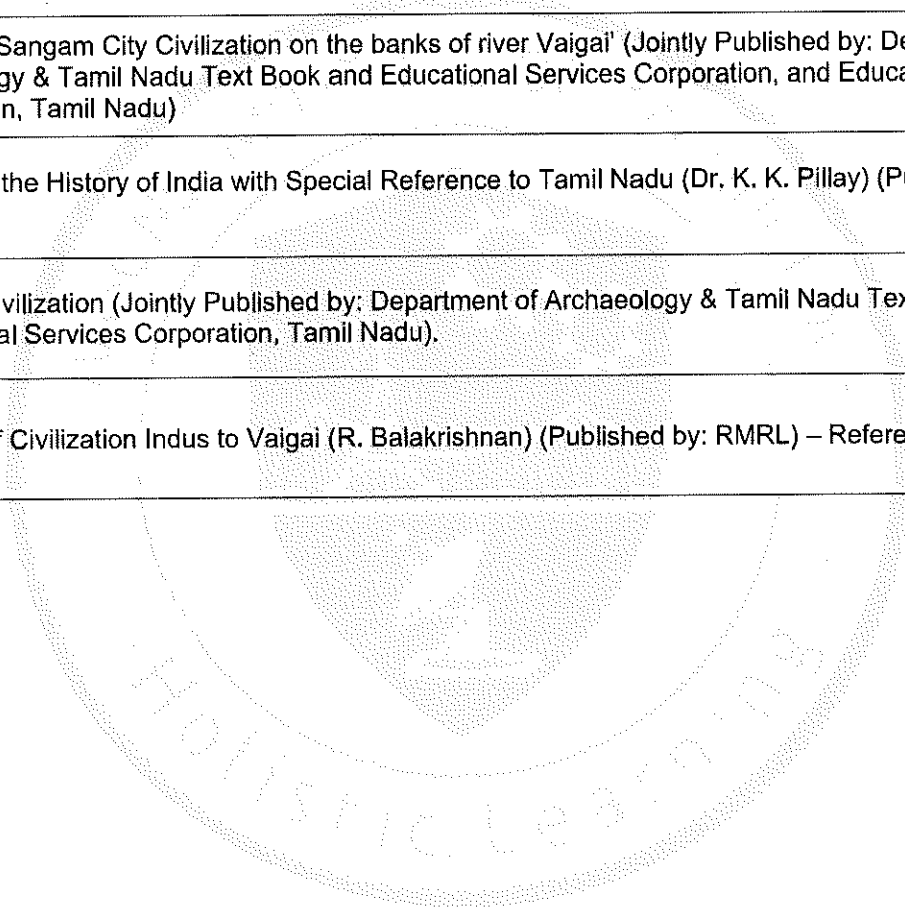 Sangam City Civilization on the banks of river Vaigai' (Jointly Published by: De
gy & Tamil Nadu Text Book and Educational Services Corporation, and Educa
n, Tamil Nadu)
the History of India with Special Reference to Tamil Nadu (Dr. K. K. Pillay) (Pu
vilization (Jointly Published by: Department of Archaeology & Tamil Nadu Tex
al Services Corporation, Tamil Nadu).
f Civilization Indus to Vaigai (R. Balakrishnan) (Published by: RMRL) – Refere
Holistic Learning